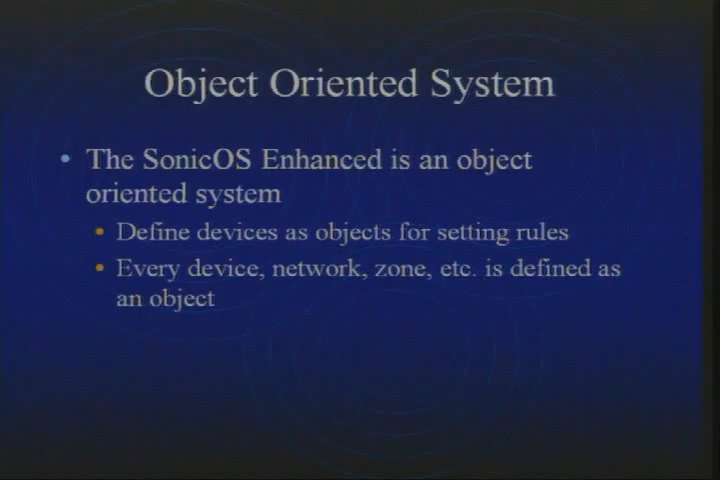 Object Oriented System
• The SonicOS Enhanced is an object
oriented system
• Define devices as objects for setting rules
• Every device, network, zone, etc. is defined as
an object